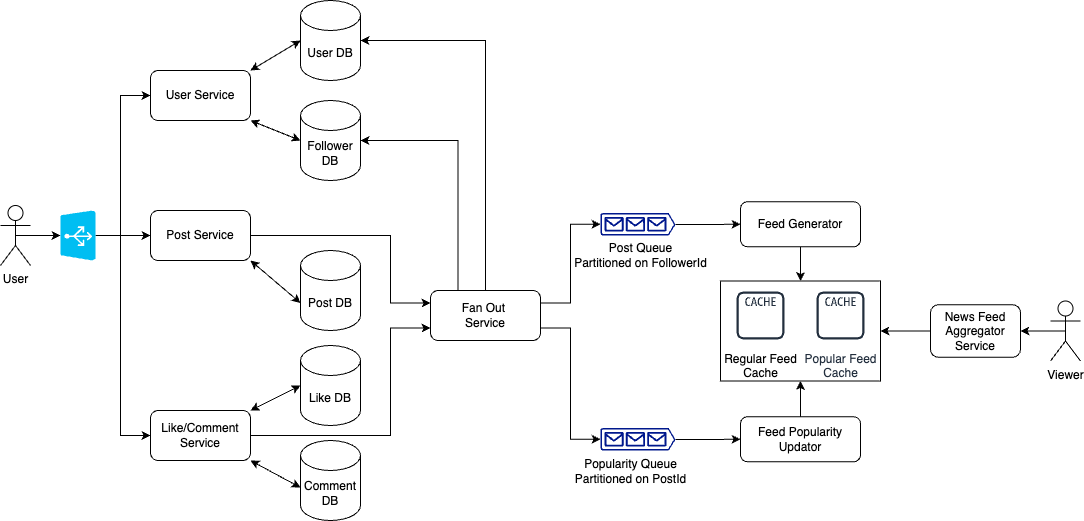 User DB
User Service
Follower
DB
User
Post Service
Post DB
Fan Out
Service
Like DB
Like/Comment
Service
Comment
DB
Post Queue
Partitioned on FollowerId
Feed Generator
CACHE
CACHE
Regular Feed
Cache
Popular Feed
Cache
News Feed
Aggregator
Service
Viewer
Popularity Queue
Partitioned on PostId
Feed Popularity
Updator